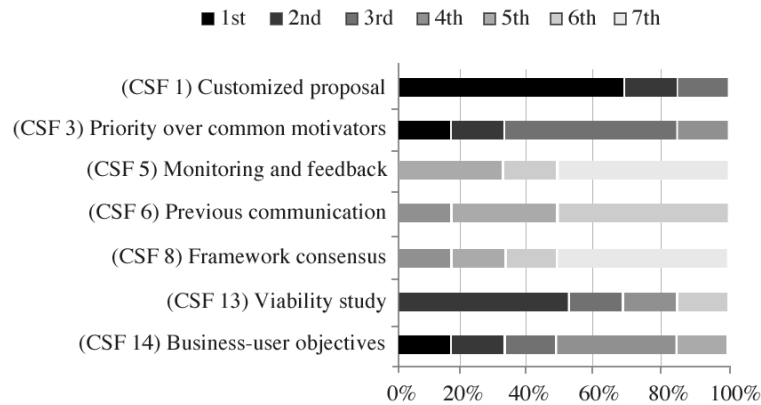 1st 2nd 3rd 4th 5th 6th 7th
(CSF 1) Customized proposal
(CSF 3) Priority over common motivators
(CSF 5) Monitoring and feedback
(CSF 6) Previous communication
(CSF 8) Framework consensus
(CSF 13) Viability study
(CSF 14) Business-user objectives
0% 20% 40% 60% 80% 100%